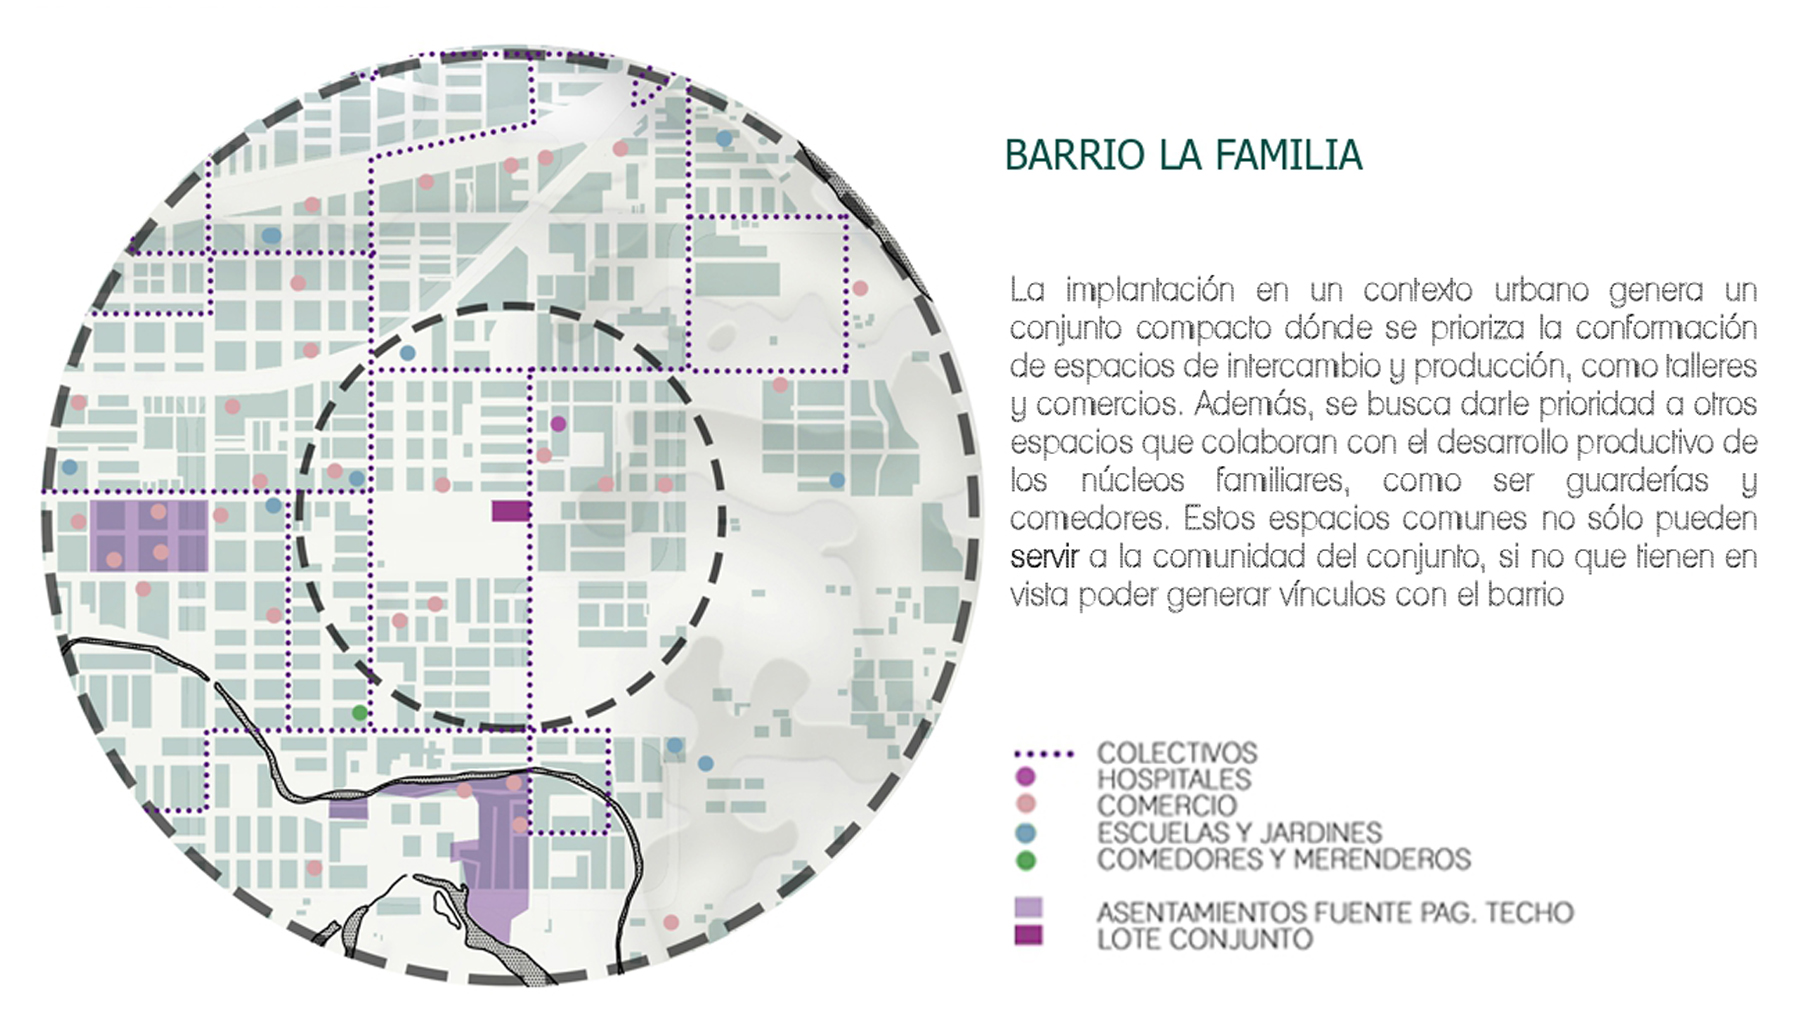 BARRIO LA FAMILIA
La implantación en un contexto urbano genera un
conjunto compacto dónde se prioriza la conformación
de espacios de intercambio y producción, como talleres
y comercios. Además, se busca darle prioridad a otros
espacios que colaboran con el desarrollo productivo de
los núcleos familiares, como ser guarderías y
comedores. Estos espacios comunes no sólo pueden
servir a la comunidad del conjunto, si no que tienen en
vista poder generar vínculos con el barrio
COLECTIVOS
HOSPITALES
COMERCIO
ESCUELAS Y JARDINES
COMEDORES Y MERENDEROS
ASENTAMIENTOS FUENTE PAG. TECHO
LOTE CONJUNTO